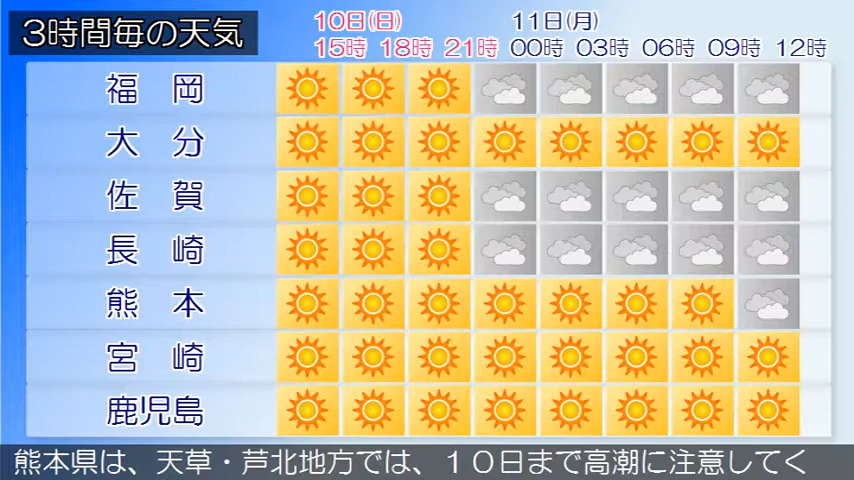 3時間毎の天気
10日(日) 11日(月)
15時 18時 21時 00時 03時 06時 09時 12時
福岡
大分
佐賀
長崎
熊本
宮崎
鹿児島
熊本県は、天草・芦北地方では、１０日まで高潮に注意してく